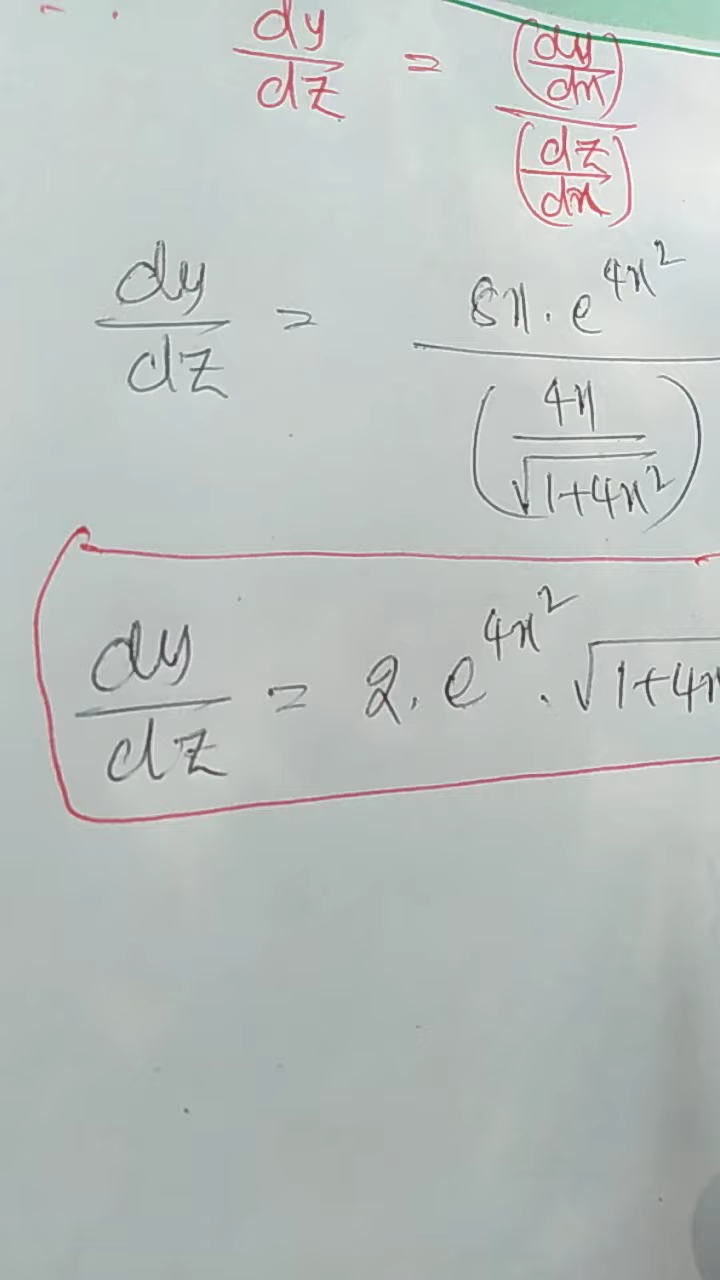 dy/dz = (dy/dx)/(dz/dx)
dy/dz = 8x · e^(4x²) / (4x/√(1+4x²))
dy/dz = 2 · e^(4x²) · √(1+4x